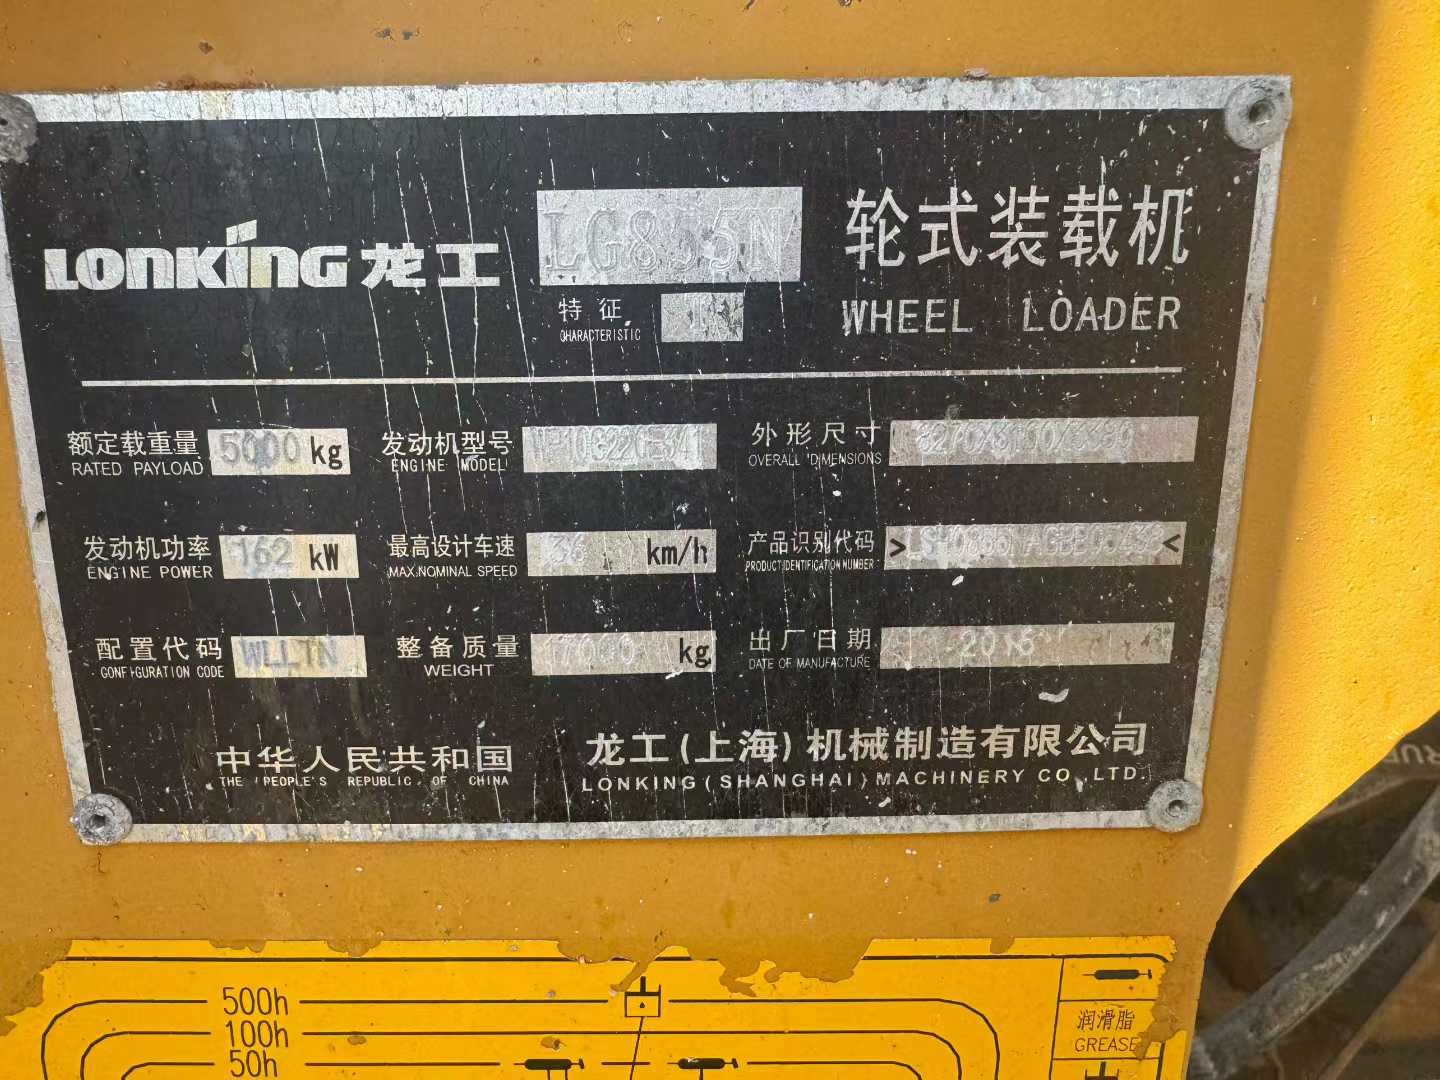 LONKING 龙工 LG855N 轮式装载机
特征
CHARACTERISTIC
WHEEL LOADER
额定载重量 5000 kg
RATED PAYLOAD
发动机型号
ENGINE MODEL
外形尺寸
OVERALL DIMENSIONS
发动机功率 162 kW
ENGINE POWER
最高设计车速 36 km/h
MAX.NOMINAL SPEED
产品识别代码 > <
PRODUCT IDENTIFICATION NUMBER
配置代码
CONFIGURATION CODE
整备质量 17000 kg
WEIGHT
出厂日期
DATE OF MANUFACTURE
中华人民共和国
THE PEOPLE'S REPUBLIC OF CHINA
龙工(上海)机械制造有限公司
LONKING(SHANGHAI)MACHINERY CO.,LTD.
500h
100h
50h
润滑脂
GREASE